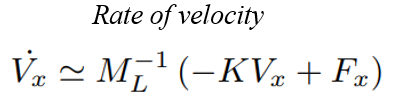 Rate of velocity
V̇ₓ ≃ M_L⁻¹ (−KVₓ + Fₓ)